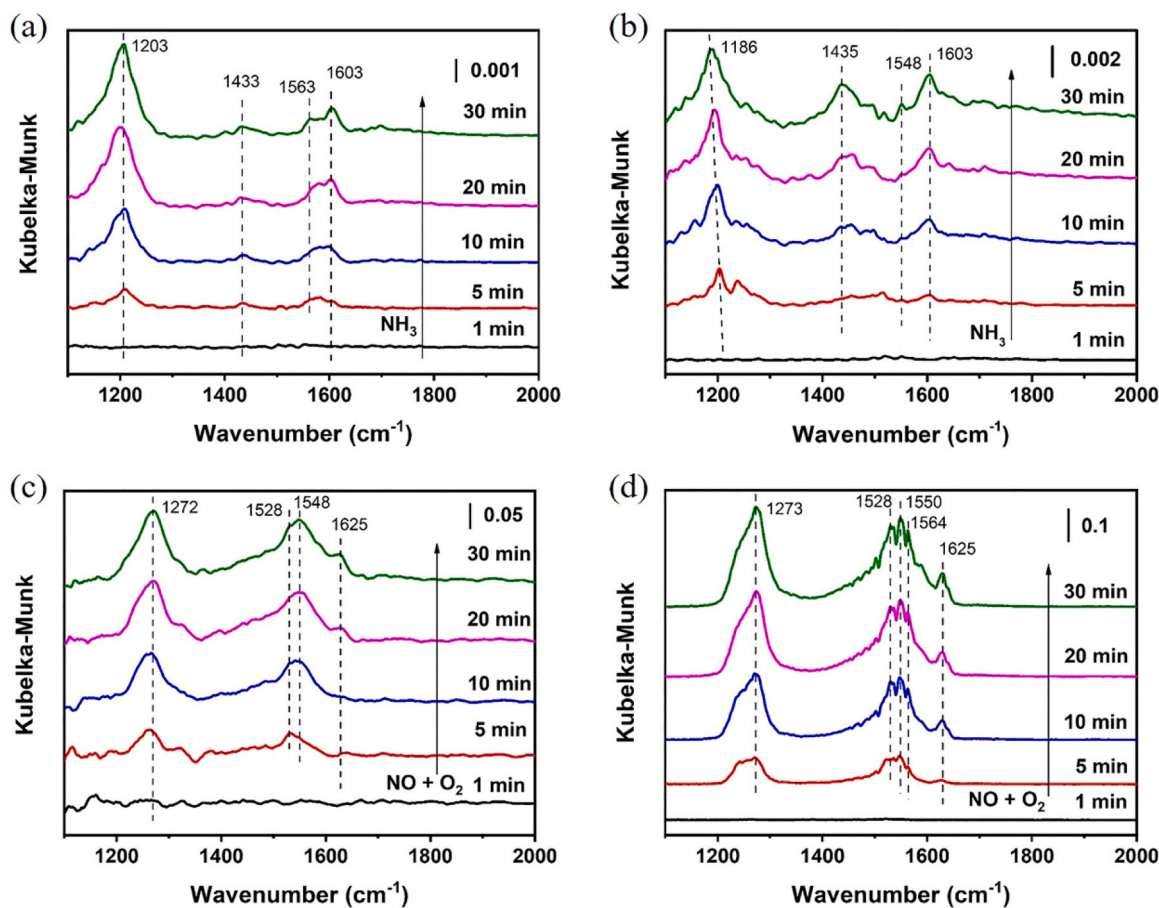 (a)
1203
1433
1563
1603
0.001
30 min
20 min
10 min
5 min
NH3
1 min
Kubelka-Munk
1200
1400
1600
1800
2000
Wavenumber (cm-1)
(b)
1186
1435
1548
1603
0.002
30 min
20 min
10 min
5 min
NH3
1 min
Kubelka-Munk
1200
1400
1600
1800
2000
Wavenumber (cm-1)
(c)
1272
1528
1548
1625
0.05
30 min
20 min
10 min
5 min
NO + O2
1 min
Kubelka-Munk
1200
1400
1600
1800
2000
Wavenumber (cm-1)
(d)
1273
1528
1550
1564
1625
0.1
30 min
20 min
10 min
5 min
NO + O2
1 min
Kubelka-Munk
1200
1400
1600
1800
2000
Wavenumber (cm-1)